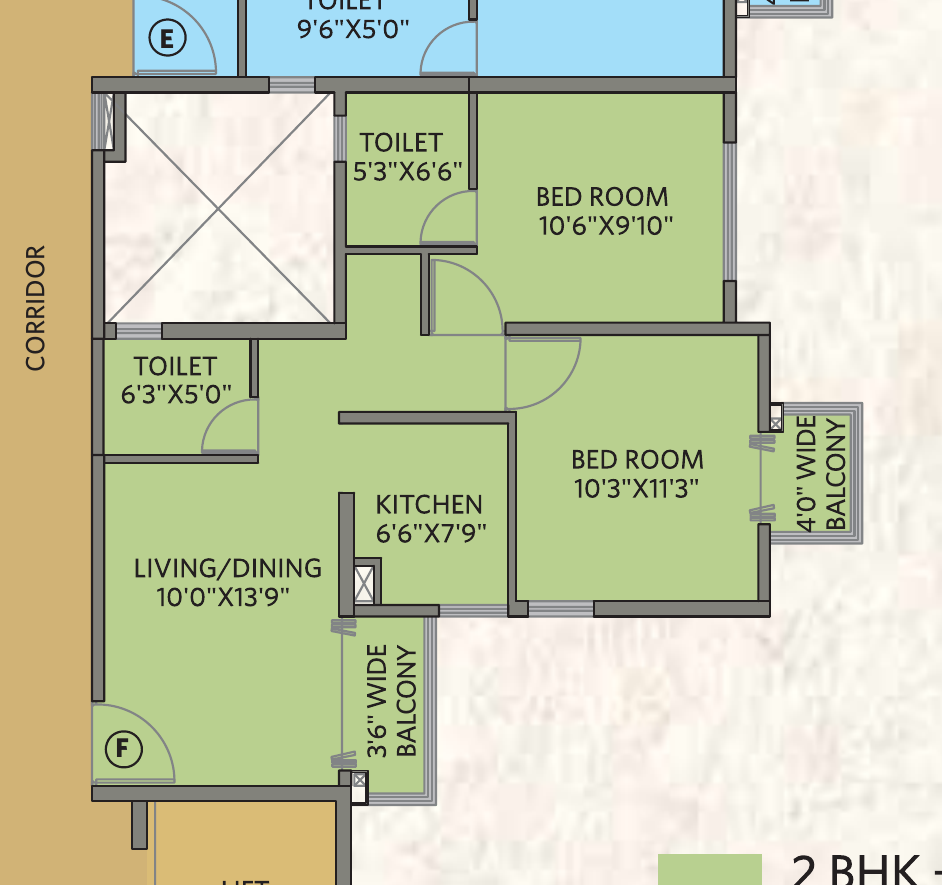 TOILET
9'6"X5'0"
E
TOILET
5'3"X6'6"
BED ROOM
10'6"X9'10"
CORRIDOR
TOILET
6'3"X5'0"
BED ROOM
10'3"X11'3"
4'0" WIDE
BALCONY
KITCHEN
6'6"X7'9"
LIVING/DINING
10'0"X13'9"
3'6" WIDE
BALCONY
F
2 BHK -